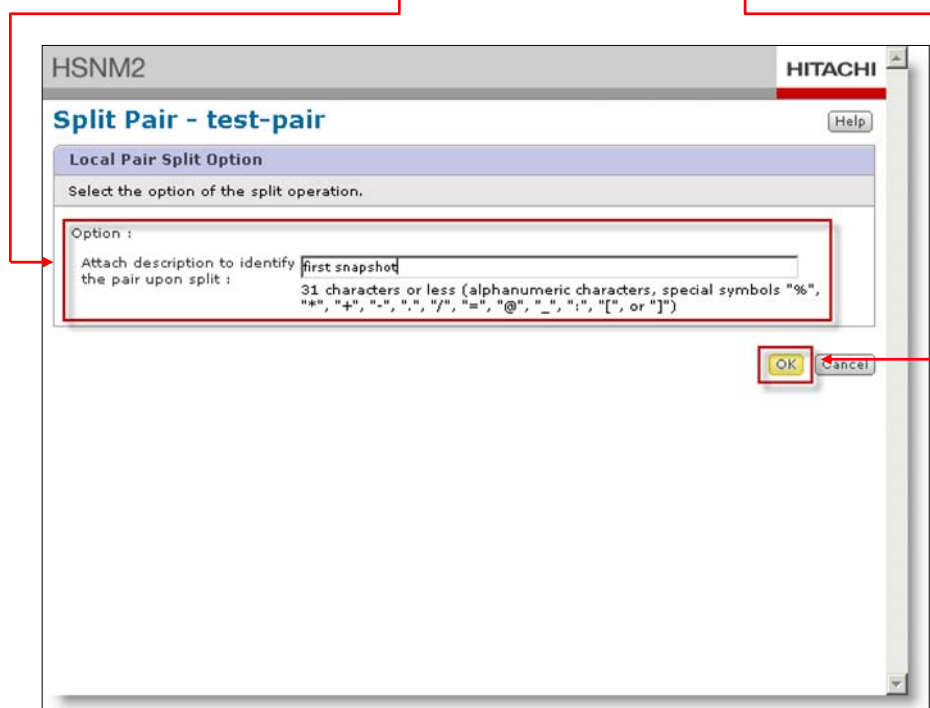 HSNM2
HITACHI
Split Pair - test-pair
Help
Local Pair Split Option
Select the option of the split operation.
Option :
Attach description to identify
the pair upon split :
first snapshot
31 characters or less (alphanumeric characters, special symbols "%",
"*", "+", "-", ".", "/", "=", "@", "_", ":", "[", or "]")
OK
Cancel